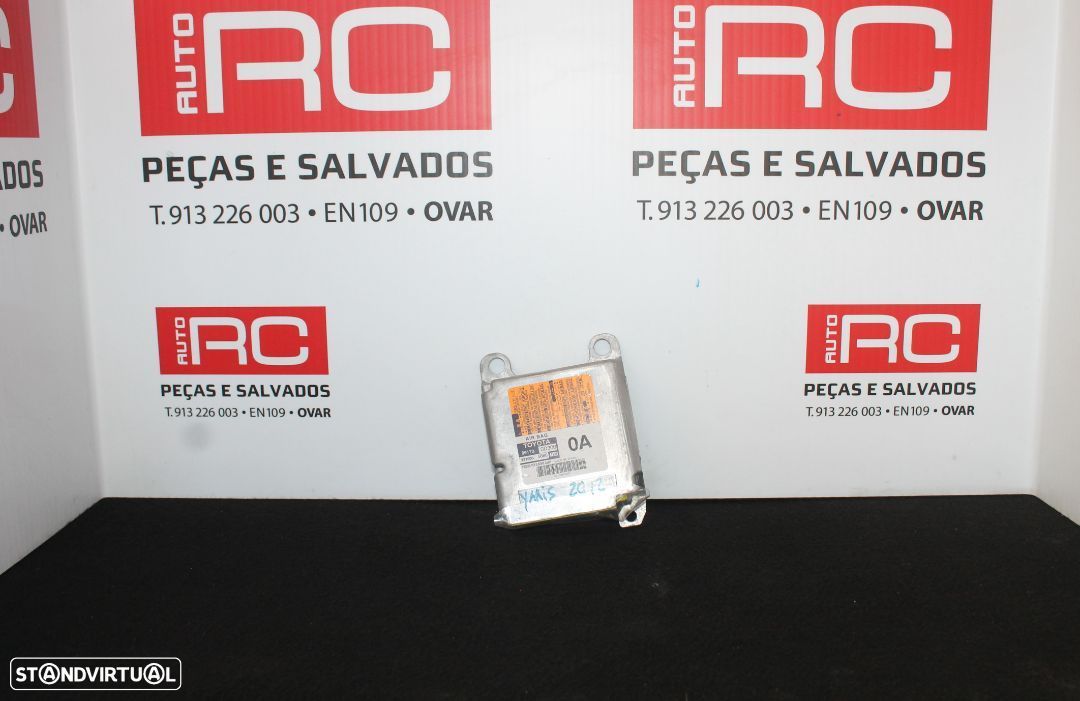 AUTO RC
PEÇAS E SALVADOS
T. 913 226 003 • EN109 • OVAR
AUTO RC
PEÇAS E SALVADOS
T. 913 226 003 • EN109 • OVAR
DOS
• OVAR
AUTO RC
PEÇAS E SALVADOS
T. 913 226 003 • EN109 • OVAR
AUTO RC
PEÇAS E SALVADOS
T. 913 226 003 • EN109 • OVAR
AIR BAG
TOYOTA
0A
YARIS 2012
STANDVIRTUAL